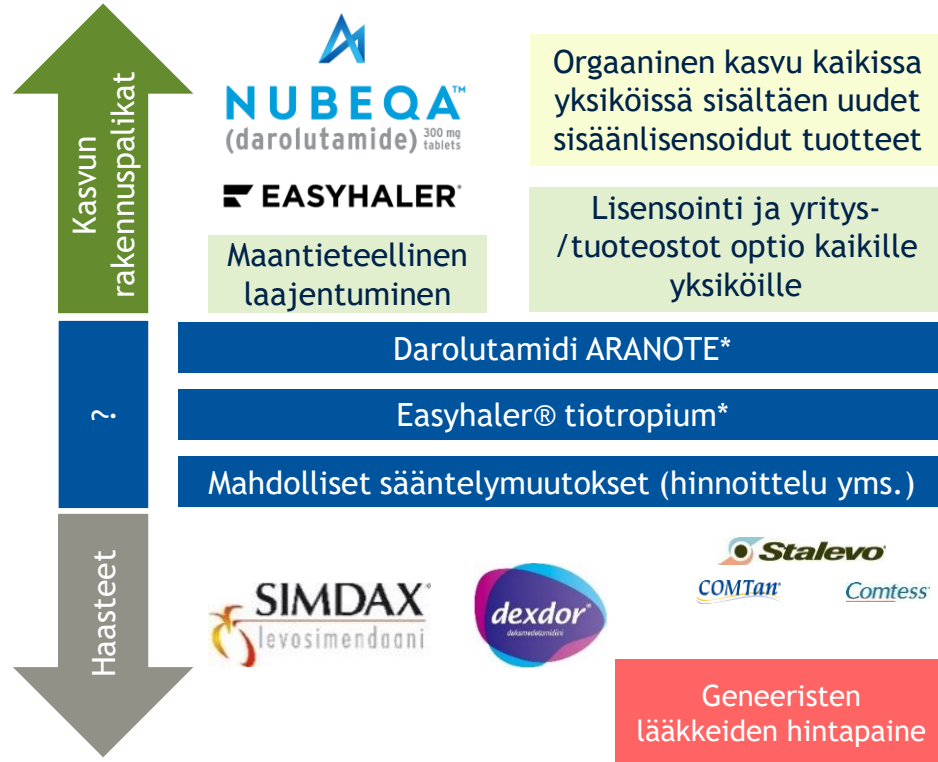 Kasvun
rakennuspalikat
NUBEQA™
(darolutamide) 300 mg
tablets
EASYHALER®
Maantieteellinen
laajentuminen
Orgaaninen kasvu kaikissa
yksiköissä sisältäen uudet
sisäänlisensoidut tuotteet
Lisensointi ja yritys-
/tuoteostot optio kaikille
yksiköille
?
Darolutamidi ARANOTE*
Easyhaler® tiotropium*
Mahdolliset sääntelymuutokset (hinnoittelu yms.)
Haasteet
SIMDAX®
levosimendaani
dexdor®
deksmedetomidiini
Stalevo®
COMTan®
Comtess®
Geneeristen
lääkkeiden hintapaine